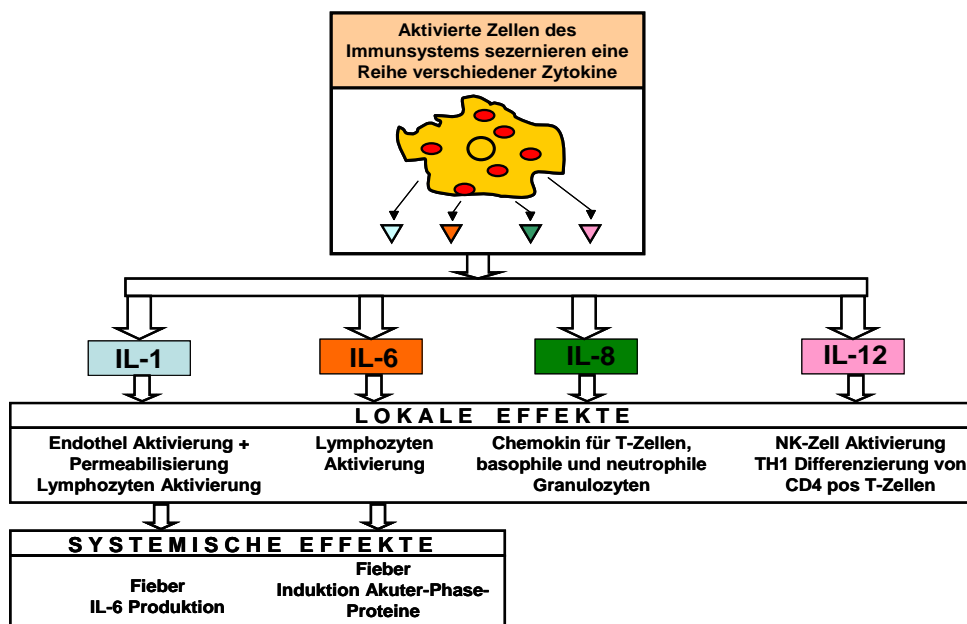 Aktivierte Zellen des
Immunsystems sezernieren eine
Reihe verschiedener Zytokine
IL-1
IL-6
IL-8
IL-12
LOKALE EFFEKTE
Endothel Aktivierung +
Permeabilisierung
Lymphozyten Aktivierung
Lymphozyten
Aktivierung
Chemokin für T-Zellen,
basophile und neutrophile
Granulozyten
NK-Zell Aktivierung
TH1 Differenzierung von
CD4 pos T-Zellen
SYSTEMISCHE EFFEKTE
Fieber
IL-6 Produktion
Fieber
Induktion Akuter-Phase-
Proteine